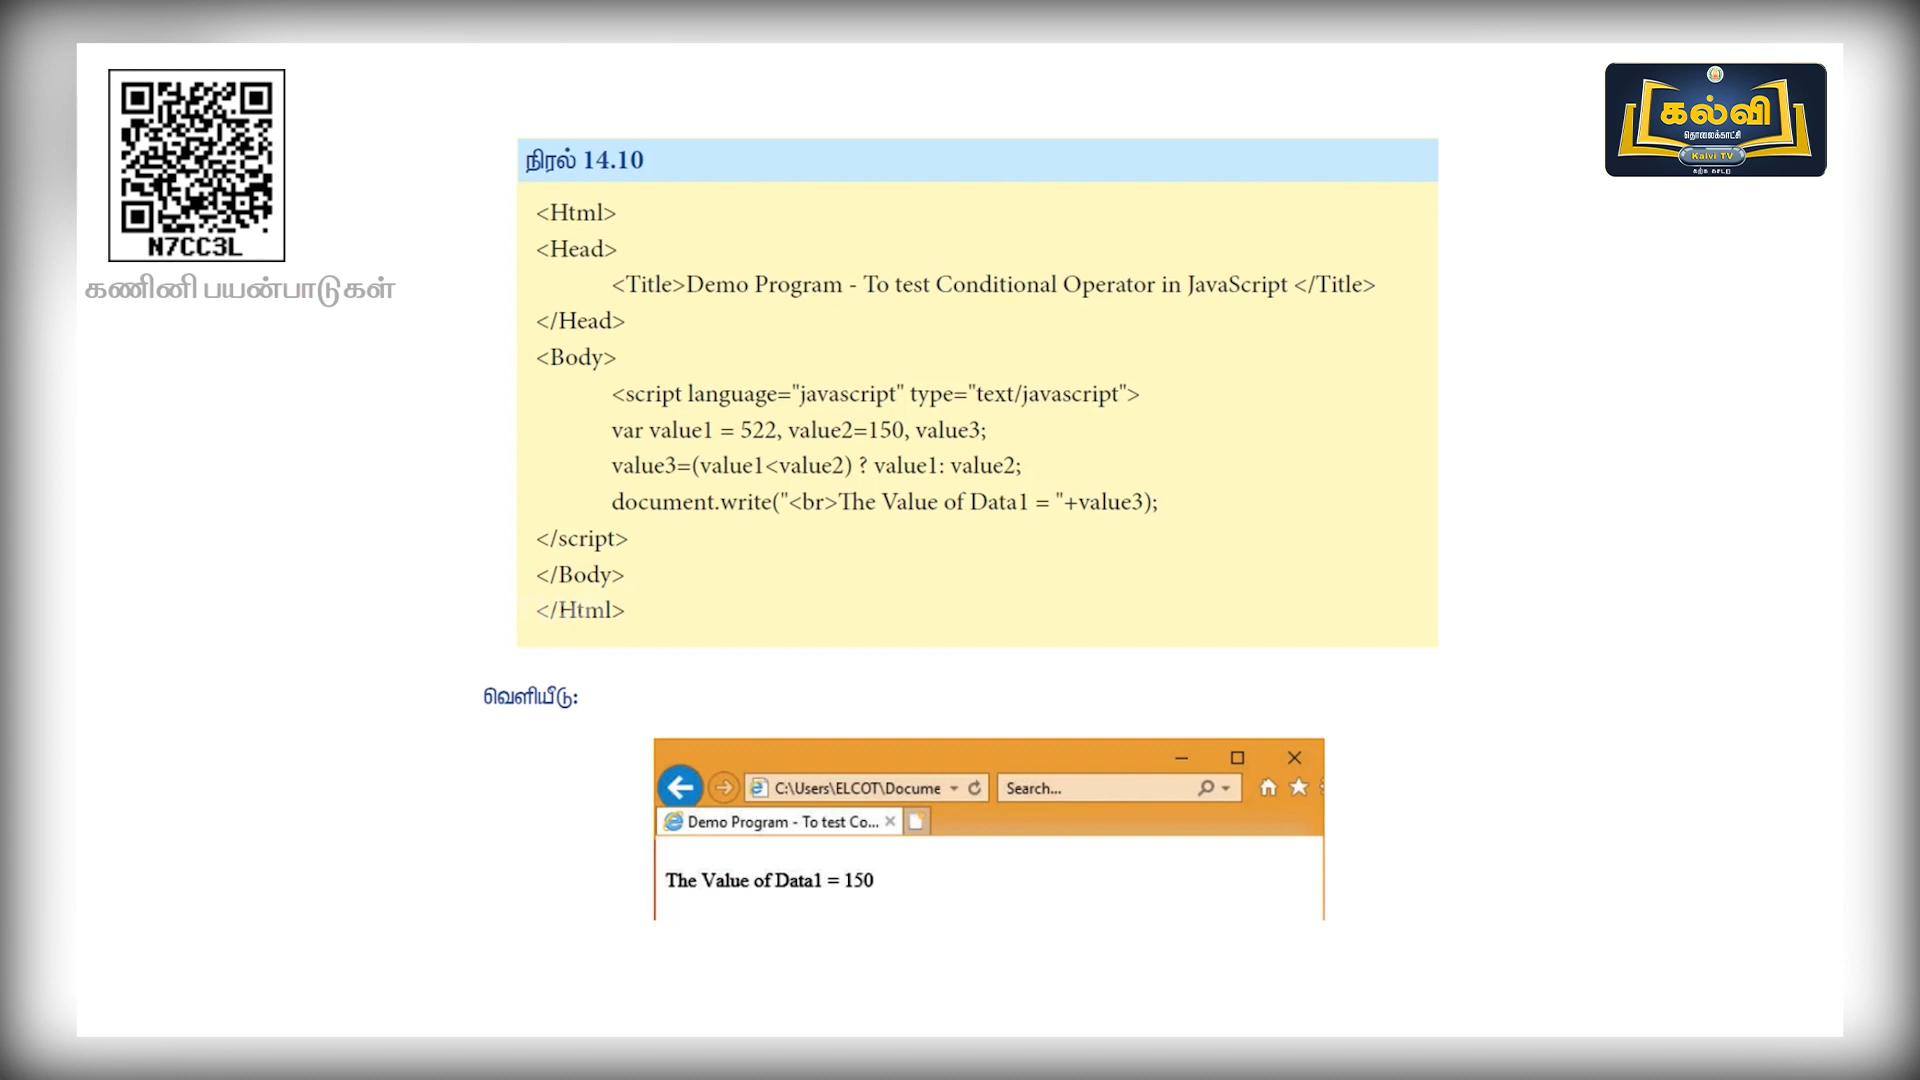 N7CC3L
கணினி பயன்பாடுகள்
கல்வி
தொலைக்காட்சி
Kalvi TV
கற்க கசடற
நிரல் 14.10
<Html>
<Head>
<Title>Demo Program - To test Conditional Operator in JavaScript </Title>
</Head>
<Body>
<script language="javascript" type="text/javascript">
var value1 = 522, value2=150, value3;
value3=(value1<value2) ? value1: value2;
document.write("<br>The Value of Data1 = "+value3);
</script>
</Body>
</Html>
வெளியீடு:
C:\Users\ELCOT\Docume
Search...
Demo Program - To test Co...
The Value of Data1 = 150